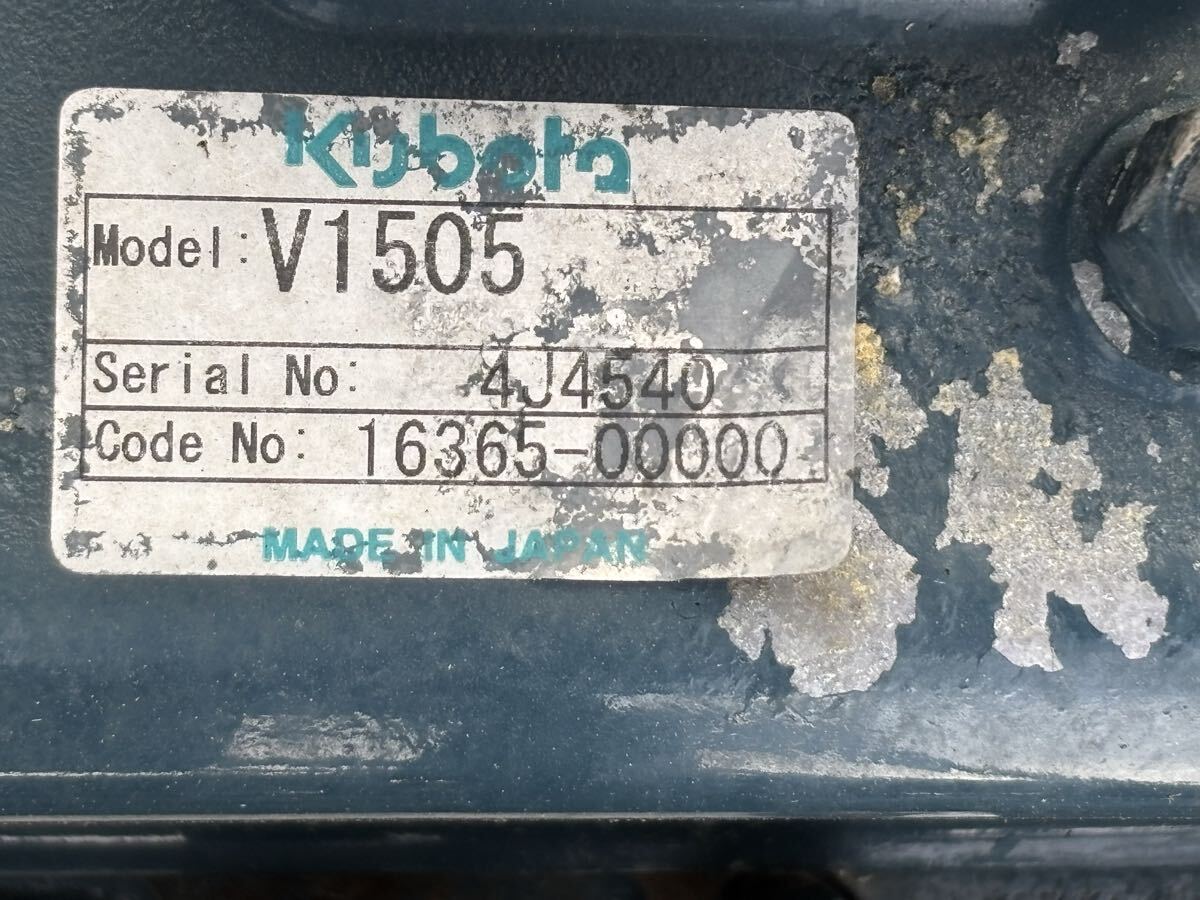 Kubota
Model: V1505
Serial No: 4J4540
Code No: 16365-00000
MADE IN JAPAN